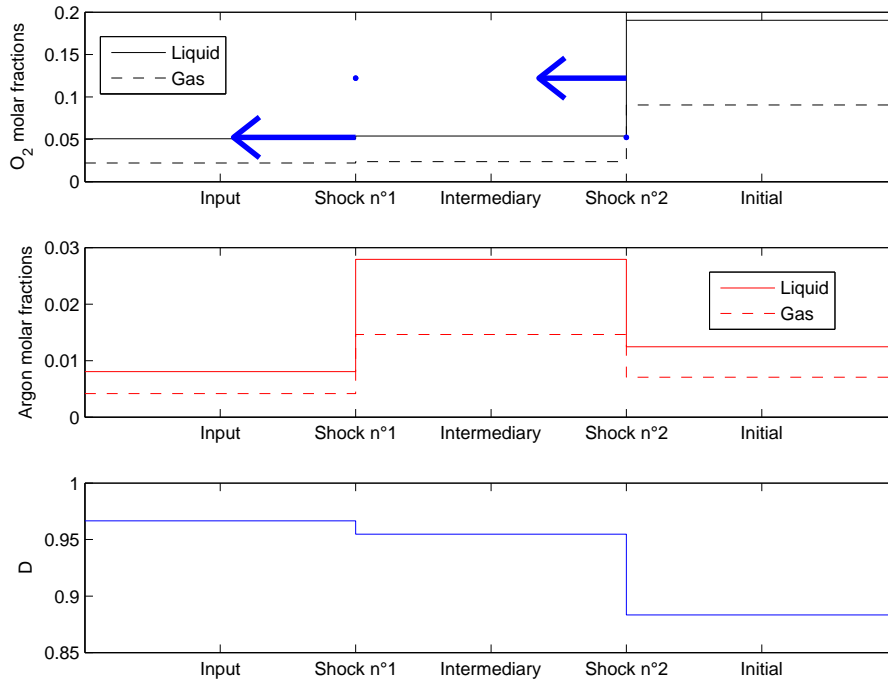 0.2
0.15
0.1
0.05
0
O2 molar fractions
Liquid
Gas
Input
Shock n°1
Intermediary
Shock n°2
Initial
0.03
0.02
0.01
0
Argon molar fractions
Liquid
Gas
Input
Shock n°1
Intermediary
Shock n°2
Initial
1
0.95
0.9
0.85
D
Input
Shock n°1
Intermediary
Shock n°2
Initial